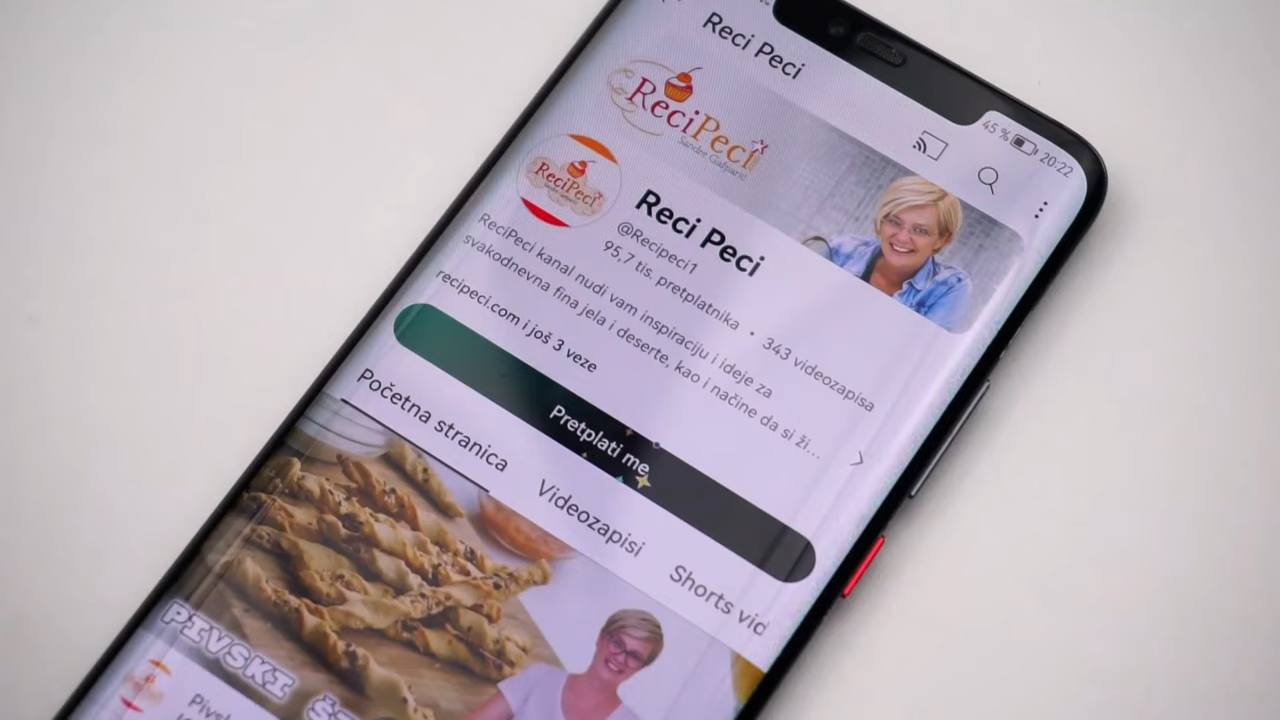 45 %
20:22
Reci Peci
ReciPeci
ReciPeci
Reci Peci
@Recipeci1
95,7 tis. pretplatnika · 343 videozapisa
ReciPeci kanal nudi vam inspiraciju i ideje za
svakodnevna fina jela i deserte, kao i načine da si ži...
recipeci.com i još 3 veze
Pretplati me
Početna stranica
Videozapisi
Shorts vid
PIVSKI